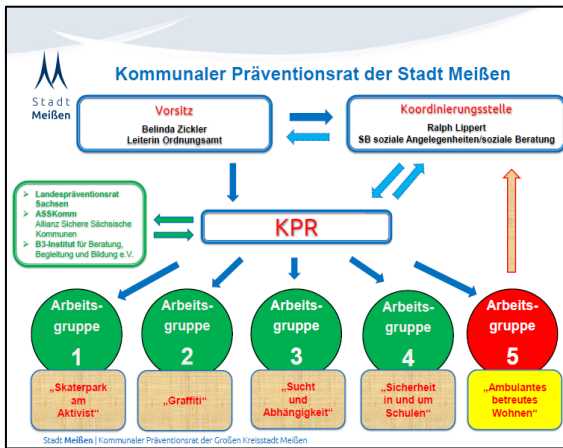 Kommunaler Präventionsrat der Stadt Meißen
Stadt
Meißen
Vorsitz
Belinda Zickler
Leiterin Ordnungsamt
Koordinierungsstelle
Ralph Lippert
SB soziale Angelegenheiten/soziale Beratung
Landespräventionsrat
Sachsen
ASSKomm
Allianz Sichere Sächsische
Kommunen
B3-Institut für Beratung,
Begleitung und Bildung e.V.
KPR
Arbeits-
gruppe
1
Arbeits-
gruppe
2
Arbeits-
gruppe
3
Arbeits-
gruppe
4
Arbeits-
gruppe
5
„Skaterpark
am
Aktivist“
„Graffiti“
„Sucht
und
Abhängigkeit“
„Sicherheit
in und um
Schulen“
„Ambulantes
betreutes
Wohnen“
Stadt Meißen | Kommunaler Präventionsrat der Großen Kreisstadt Meißen